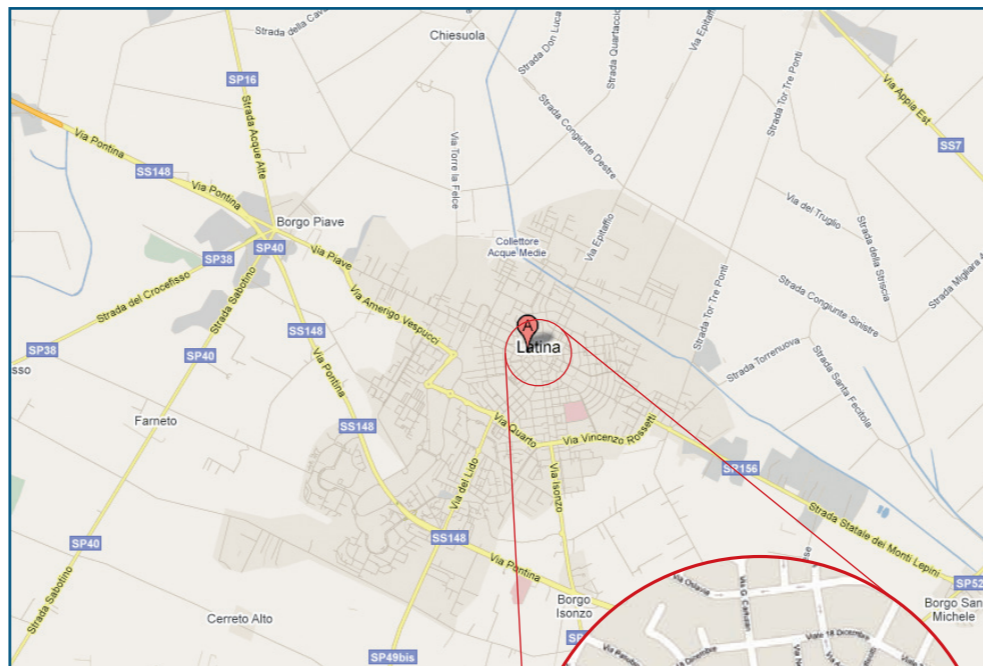 Strada della Cava
Chiesuola
Strada Don Luca
Strada Quartaccio
Via Epitaffio
Strada Tor Tre Ponti
Via Appia Est
SS7
SP16
Strada Acque Alte
Via Pontina
SS148
Via Pontina
Via Torre la Felce
Strada Congiunte Destre
Borgo Piave
SP40
SP38
Via Piave
Collettore
Acque Medie
Via Epitaffio
Via del Truglio
Strada della Striscia
Strada Migliara
Strada del Crocefisso
Strada Sabotino
Via Amerigo Vespucci
Strada Tor Tre Ponti
Strada Congiunte Sinistre
SS148
A
Latina
SP38
SP40
Via Pontina
Strada Torrenuova
Strada Santa Fecitola
Farneto
SS148
Via Quarto
Via Vincenzo Rossetti
Via del Lido
Via Isonzo
SP156
Strada Statale dei Monti Lepini
SP40
SS148
Via Pontina
Strada Sabotino
Borgo
Isonzo
Cerreto Alto
SP49bis
Borgo San
Michele
SP52
Viale 18 Dicembre